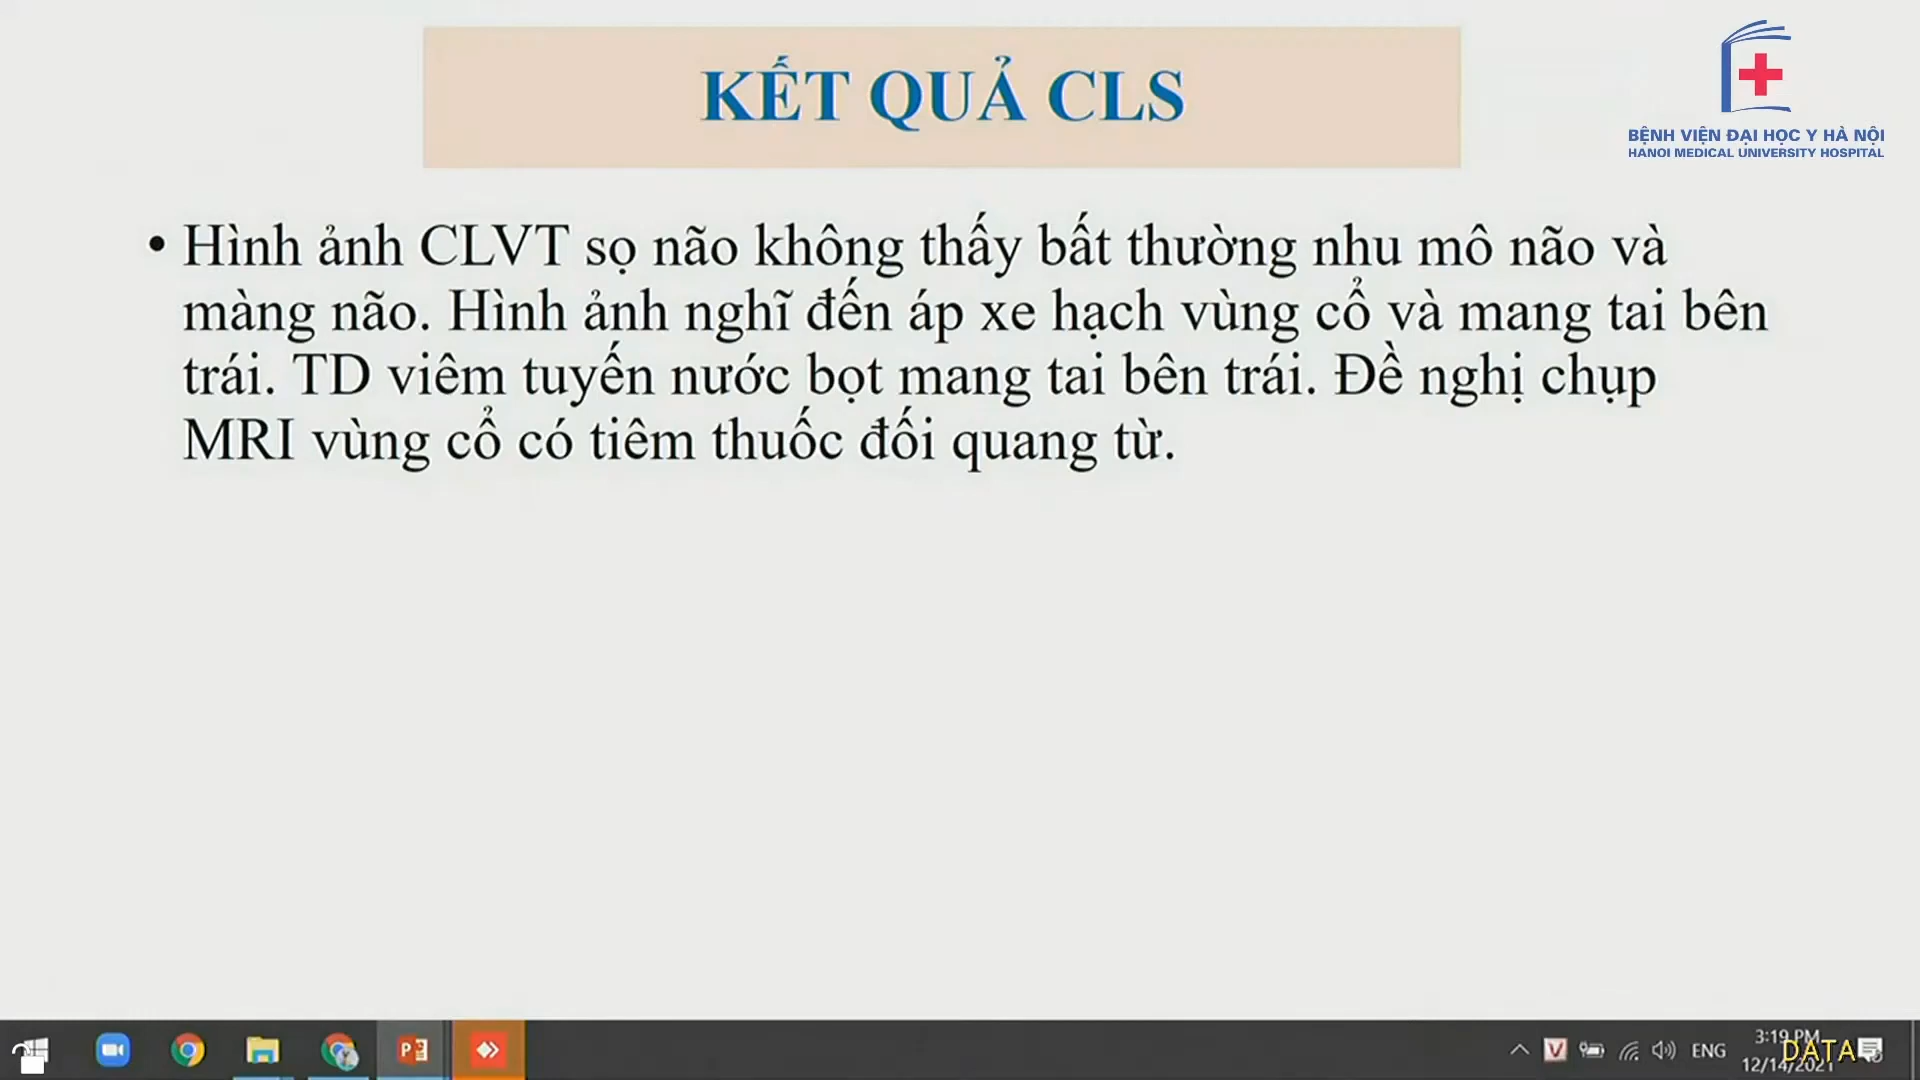 KẾT QUẢ CLS
BỆNH VIỆN ĐẠI HỌC Y HÀ NỘI
HANOI MEDICAL UNIVERSITY HOSPITAL
• Hình ảnh CLVT sọ não không thấy bất thường nhu mô não và
màng não. Hình ảnh nghĩ đến áp xe hạch vùng cổ và mang tai bên
trái. TD viêm tuyến nước bọt mang tai bên trái. Đề nghị chụp
MRI vùng cổ có tiêm thuốc đối quang từ.
ENG
3:19 PM
12/14/2021
DATA